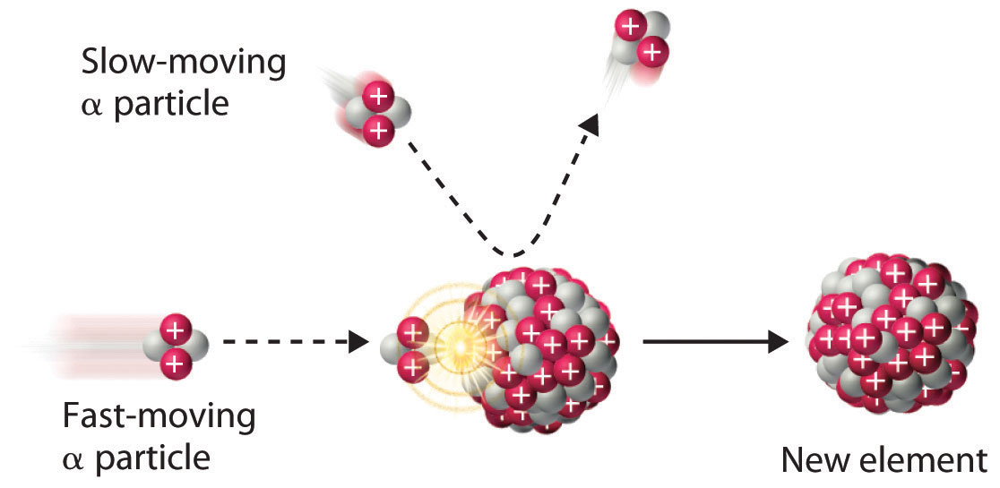 Slow-moving
α particle
Fast-moving
α particle
New element